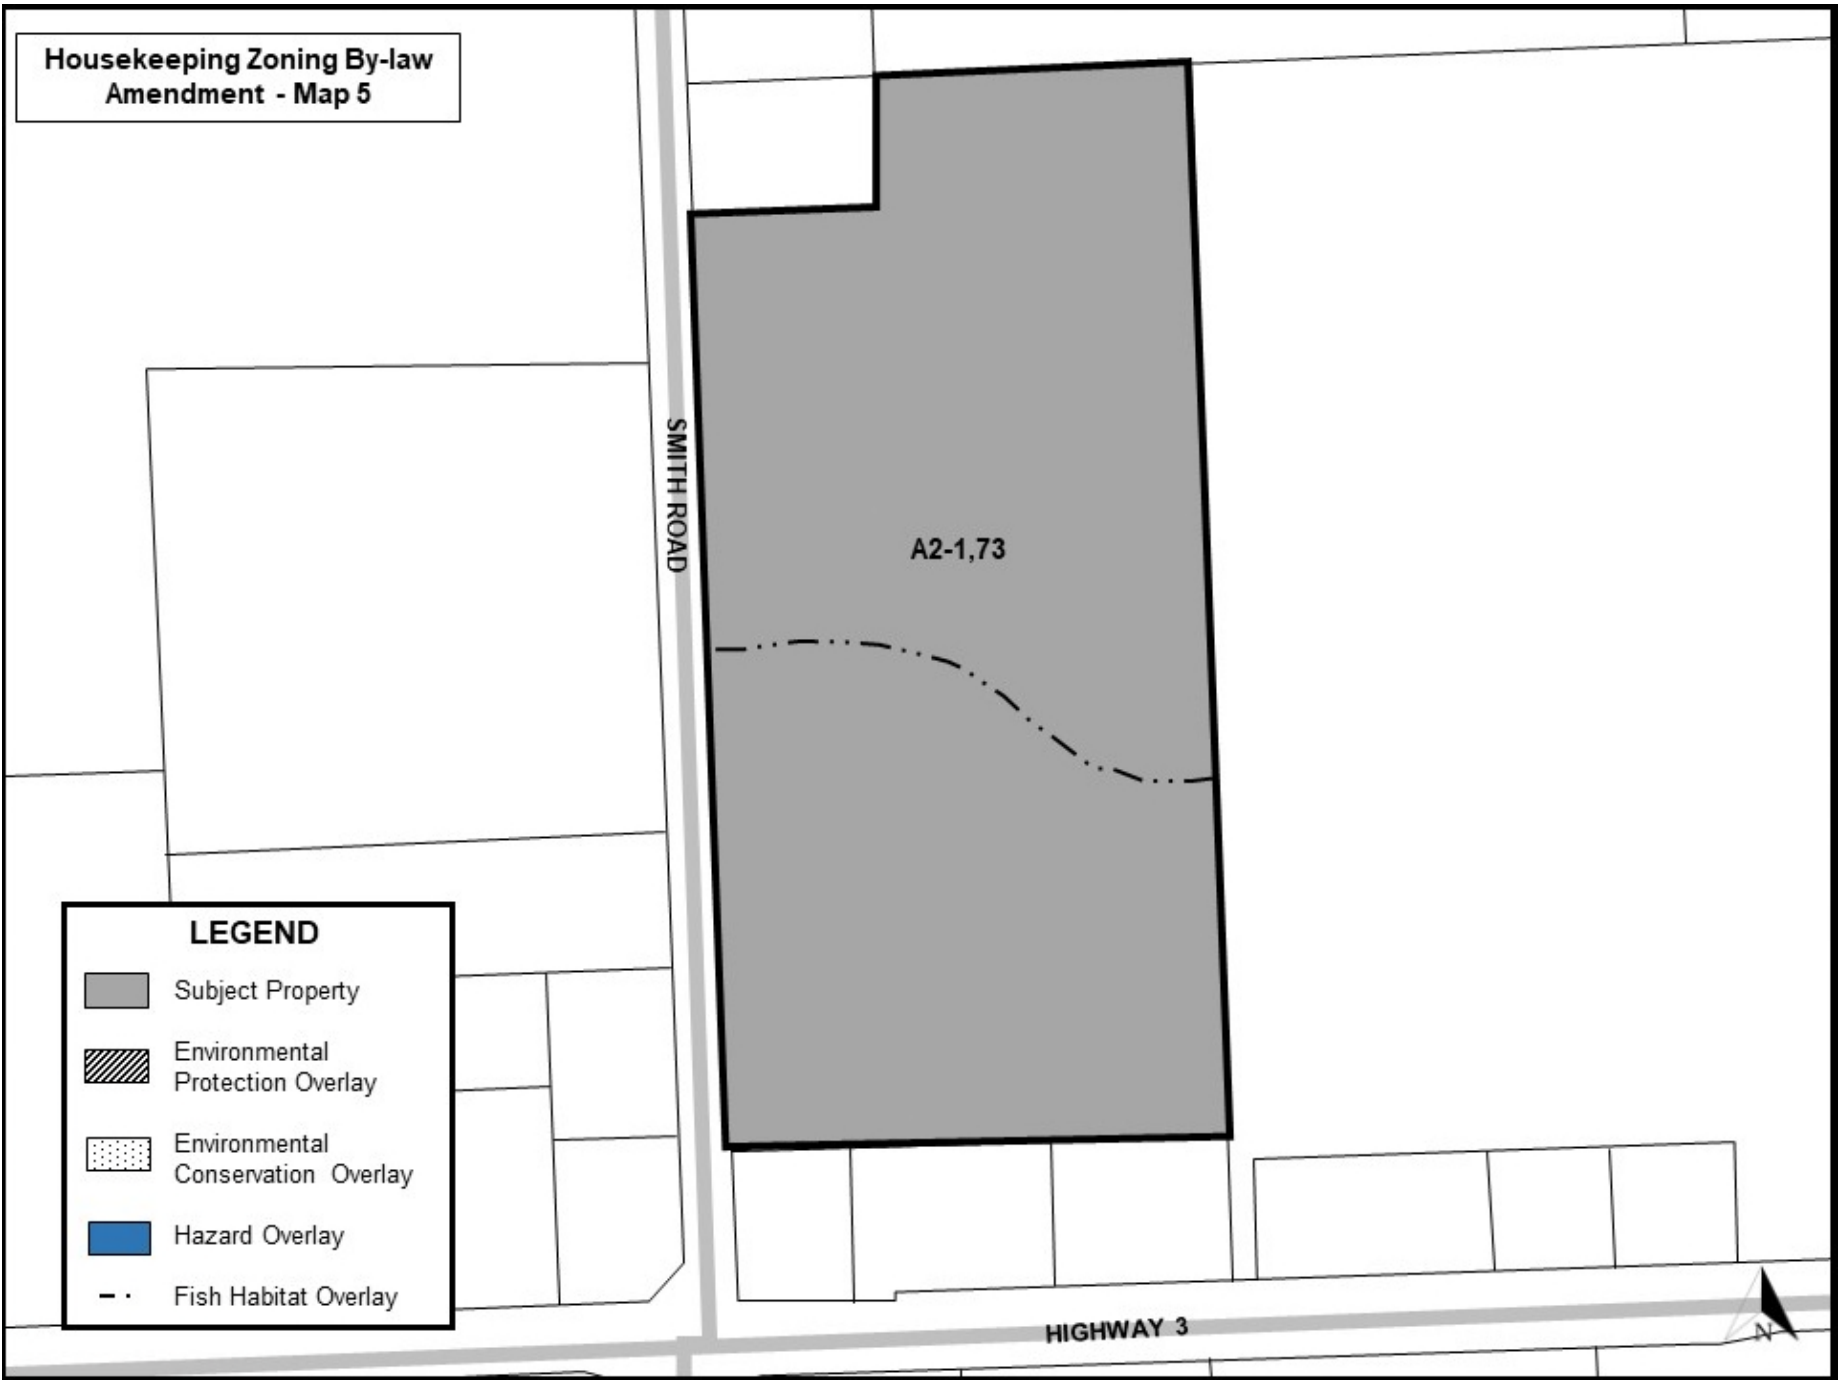 Housekeeping Zoning By-law
Amendment - Map 5
SMITH ROAD
A2-1,73
LEGEND
Subject Property
Environmental
Protection Overlay
Environmental
Conservation Overlay
Hazard Overlay
Fish Habitat Overlay
HIGHWAY 3
N